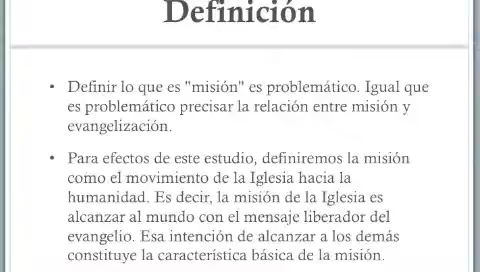 Definición
• Definir lo que es "misión" es problemático. Igual que
es problemático precisar la relación entre misión y
evangelización.
• Para efectos de este estudio, definiremos la misión
como el movimiento de la Iglesia hacia la
humanidad. Es decir, la misión de la Iglesia es
alcanzar al mundo con el mensaje liberador del
evangelio. Esa intención de alcanzar a los demás
constituye la característica básica de la misión.